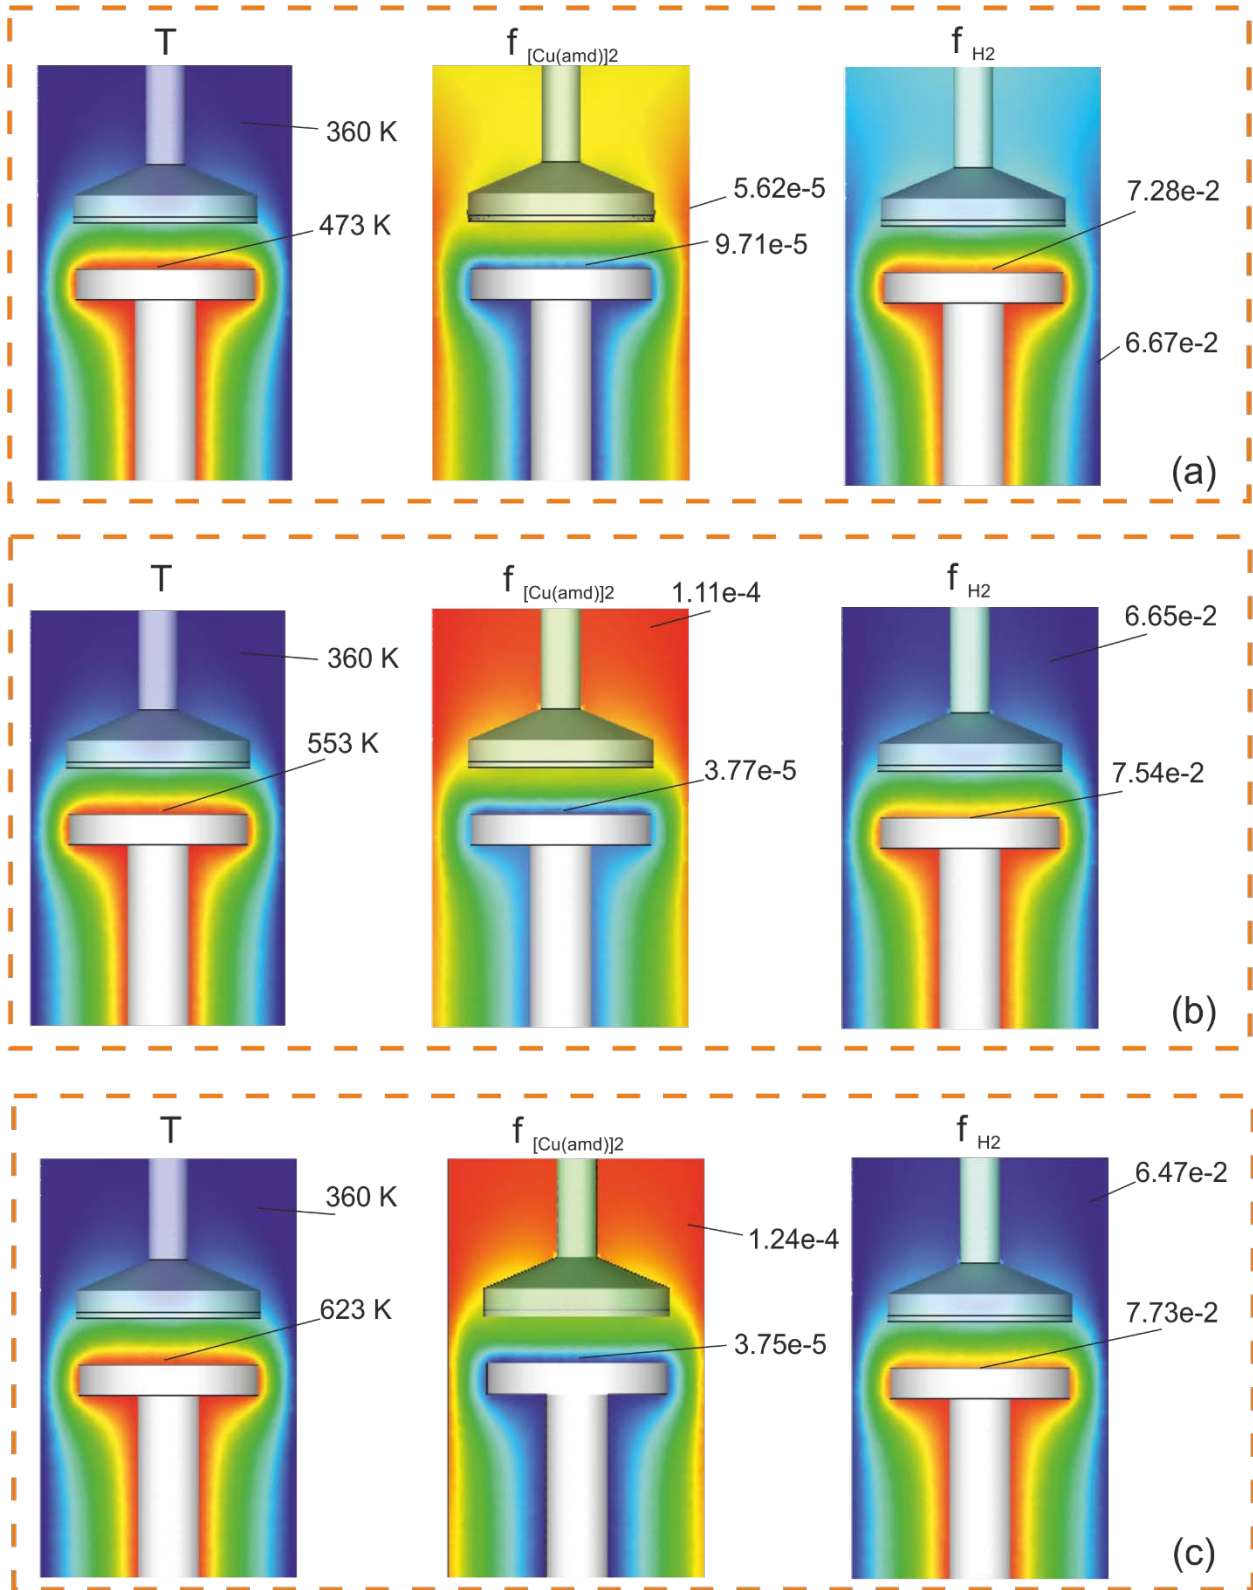 T
f [Cu(amd)]2
f H2
360 K
473 K
5.62e-5
9.71e-5
7.28e-2
6.67e-2
(a)
T
f [Cu(amd)]2
f H2
360 K
553 K
1.11e-4
3.77e-5
6.65e-2
7.54e-2
(b)
T
f [Cu(amd)]2
f H2
360 K
623 K
1.24e-4
3.75e-5
6.47e-2
7.73e-2
(c)